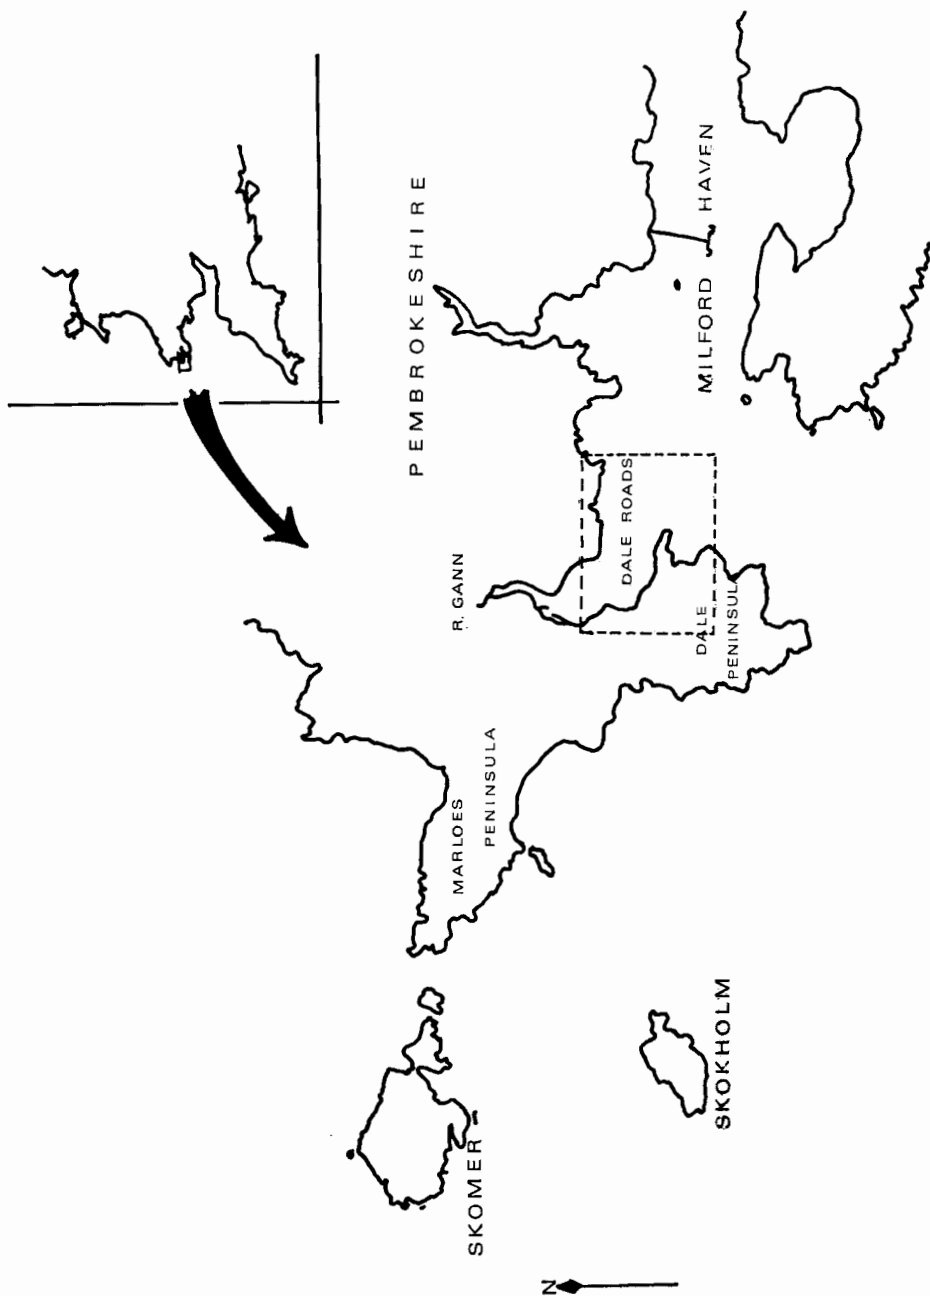 PEMBROKESHIRE
R. GANN
DALE ROADS
MILFORD HAVEN
MARLOES
PENINSULA
DALE
PENINSULA
SKOMER
SKOKHOLM
N